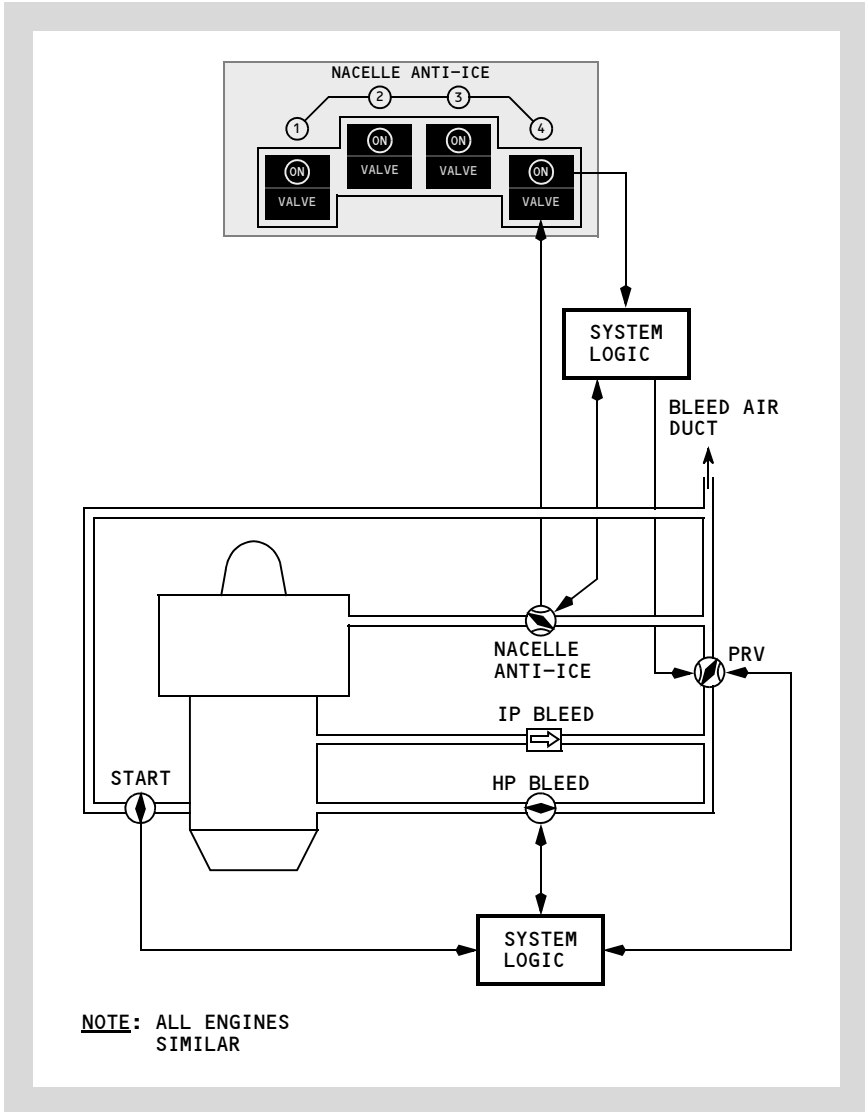 NACELLE ANTI-ICE
2 3
1 4
ON ON
ON VALVE VALVE ON
VALVE VALVE
SYSTEM
LOGIC
BLEED AIR
DUCT
NACELLE
ANTI-ICE
PRV
IP BLEED
START
HP BLEED
SYSTEM
LOGIC
NOTE: ALL ENGINES
SIMILAR